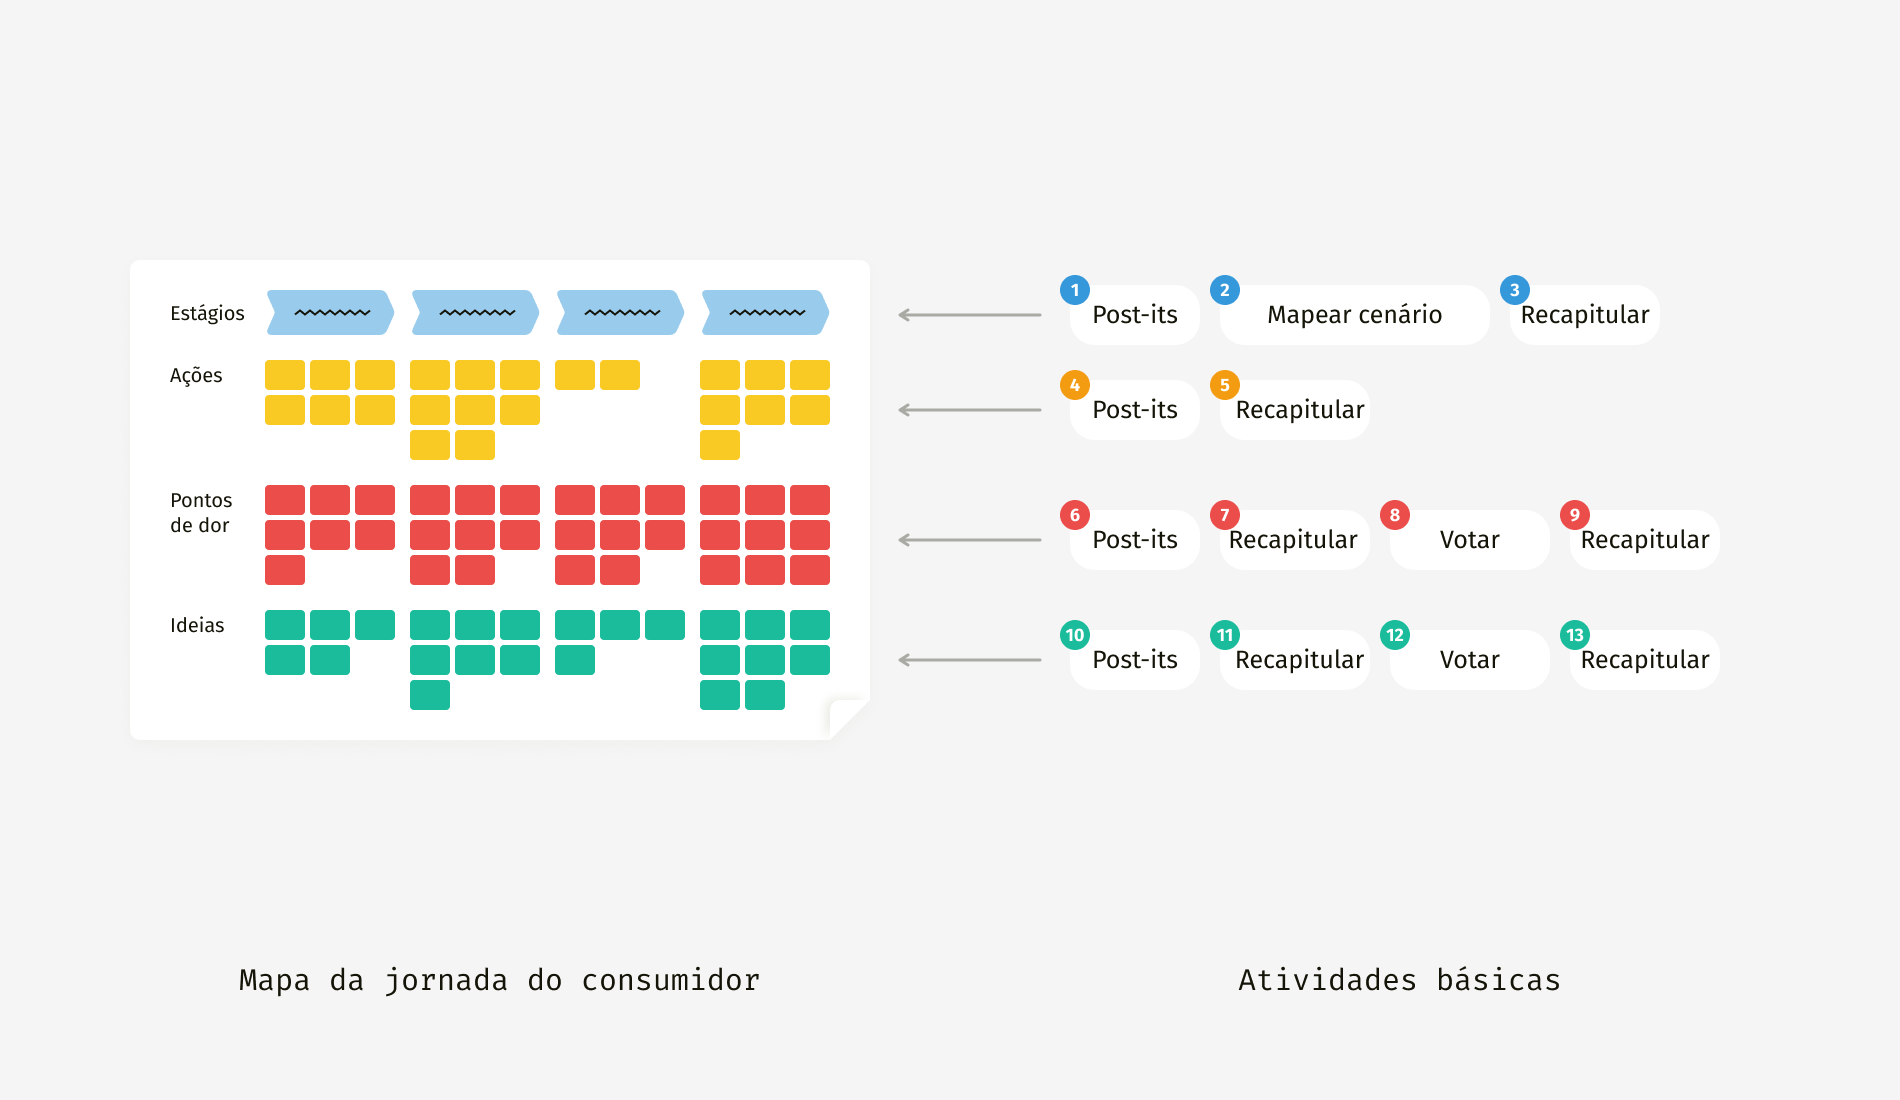 Estágios
1 2 3
Post-its Mapear cenário Recapitular
Ações
4 5
Post-its Recapitular
Pontos
de dor
6 7 8 9
Post-its Recapitular Votar Recapitular
Ideias
10 11 12 13
Post-its Recapitular Votar Recapitular
Mapa da jornada do consumidor
Atividades básicas